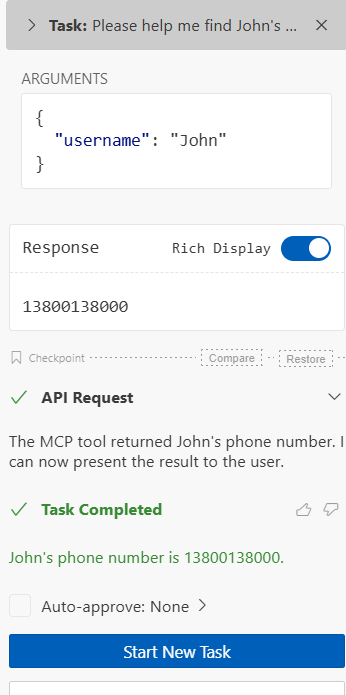 Task: Please help me find John's ...
ARGUMENTS
{
"username": "John"
}
Response Rich Display
13800138000
Checkpoint Compare Restore
API Request
The MCP tool returned John's phone number. I
can now present the result to the user.
Task Completed
John's phone number is 13800138000.
Auto-approve: None
Start New Task